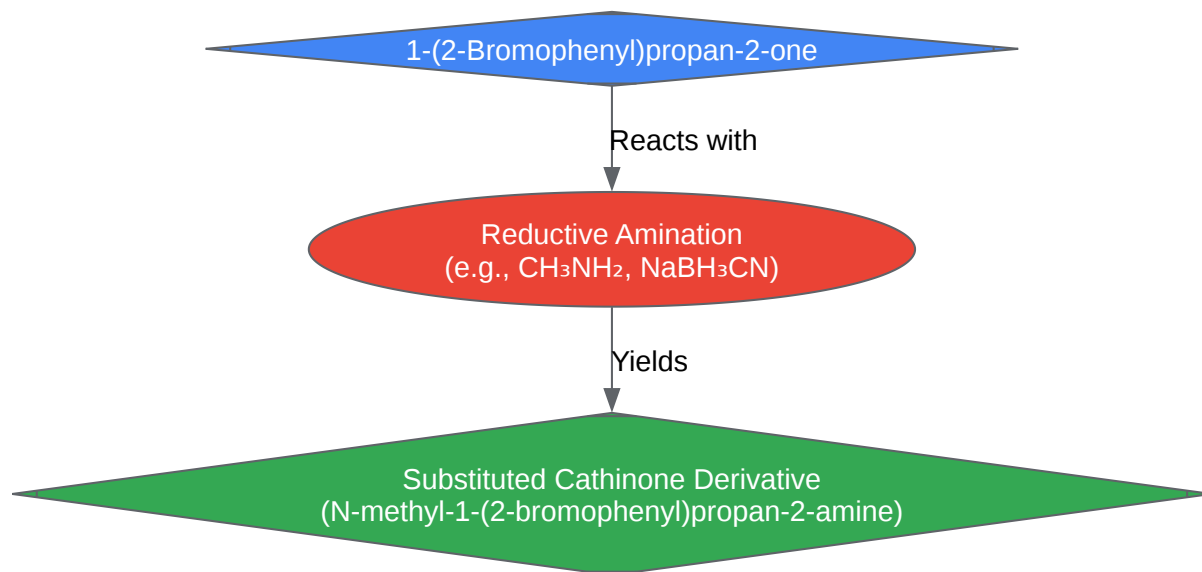 1-(2-Bromophenyl)propan-2-one
Reacts with
Reductive Amination
(e.g., CH₃NH₂, NaBH₃CN)
Yields
Substituted Cathinone Derivative
(N-methyl-1-(2-bromophenyl)propan-2-amine)